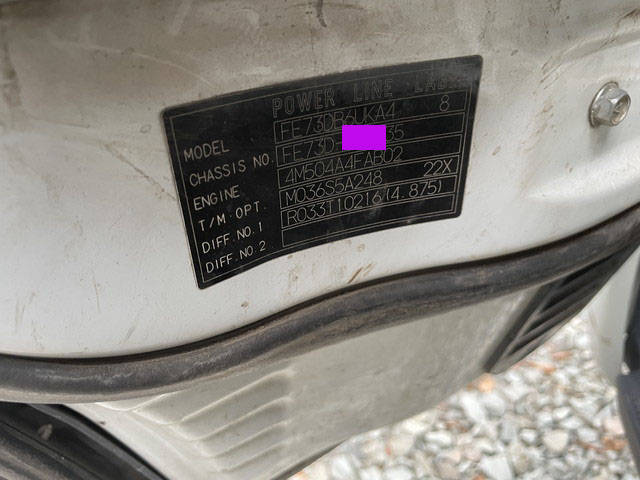 POWER LINE LABEL
MODEL FE73DB6UKA4 8
CHASSIS NO. FE73D- 35
ENGINE 4M504A4FAB02
T/M.OPT. M036S5A248 22X
DIFF.NO.1 R033T10216(4.875)
DIFF.NO.2